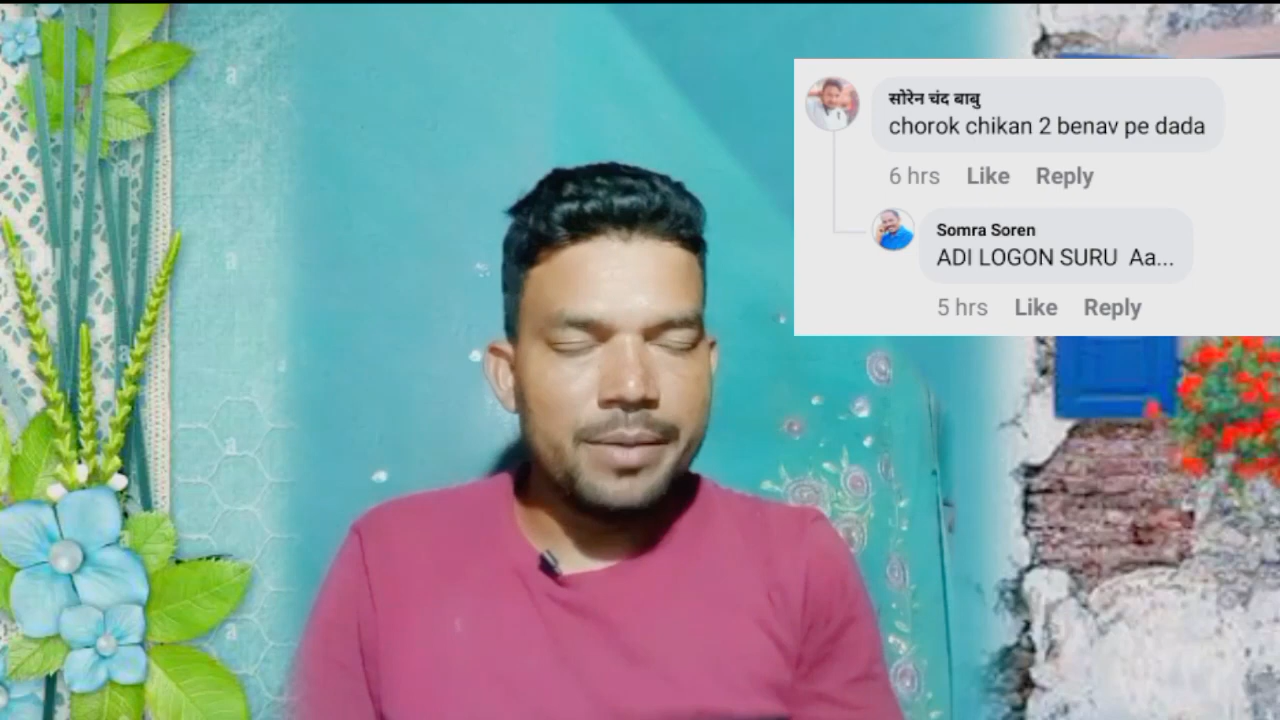 सोरेन चंद बाबु
chorok chikan 2 benav pe dada
6 hrs Like Reply
Somra Soren
ADI LOGON SURU Aa...
5 hrs Like Reply